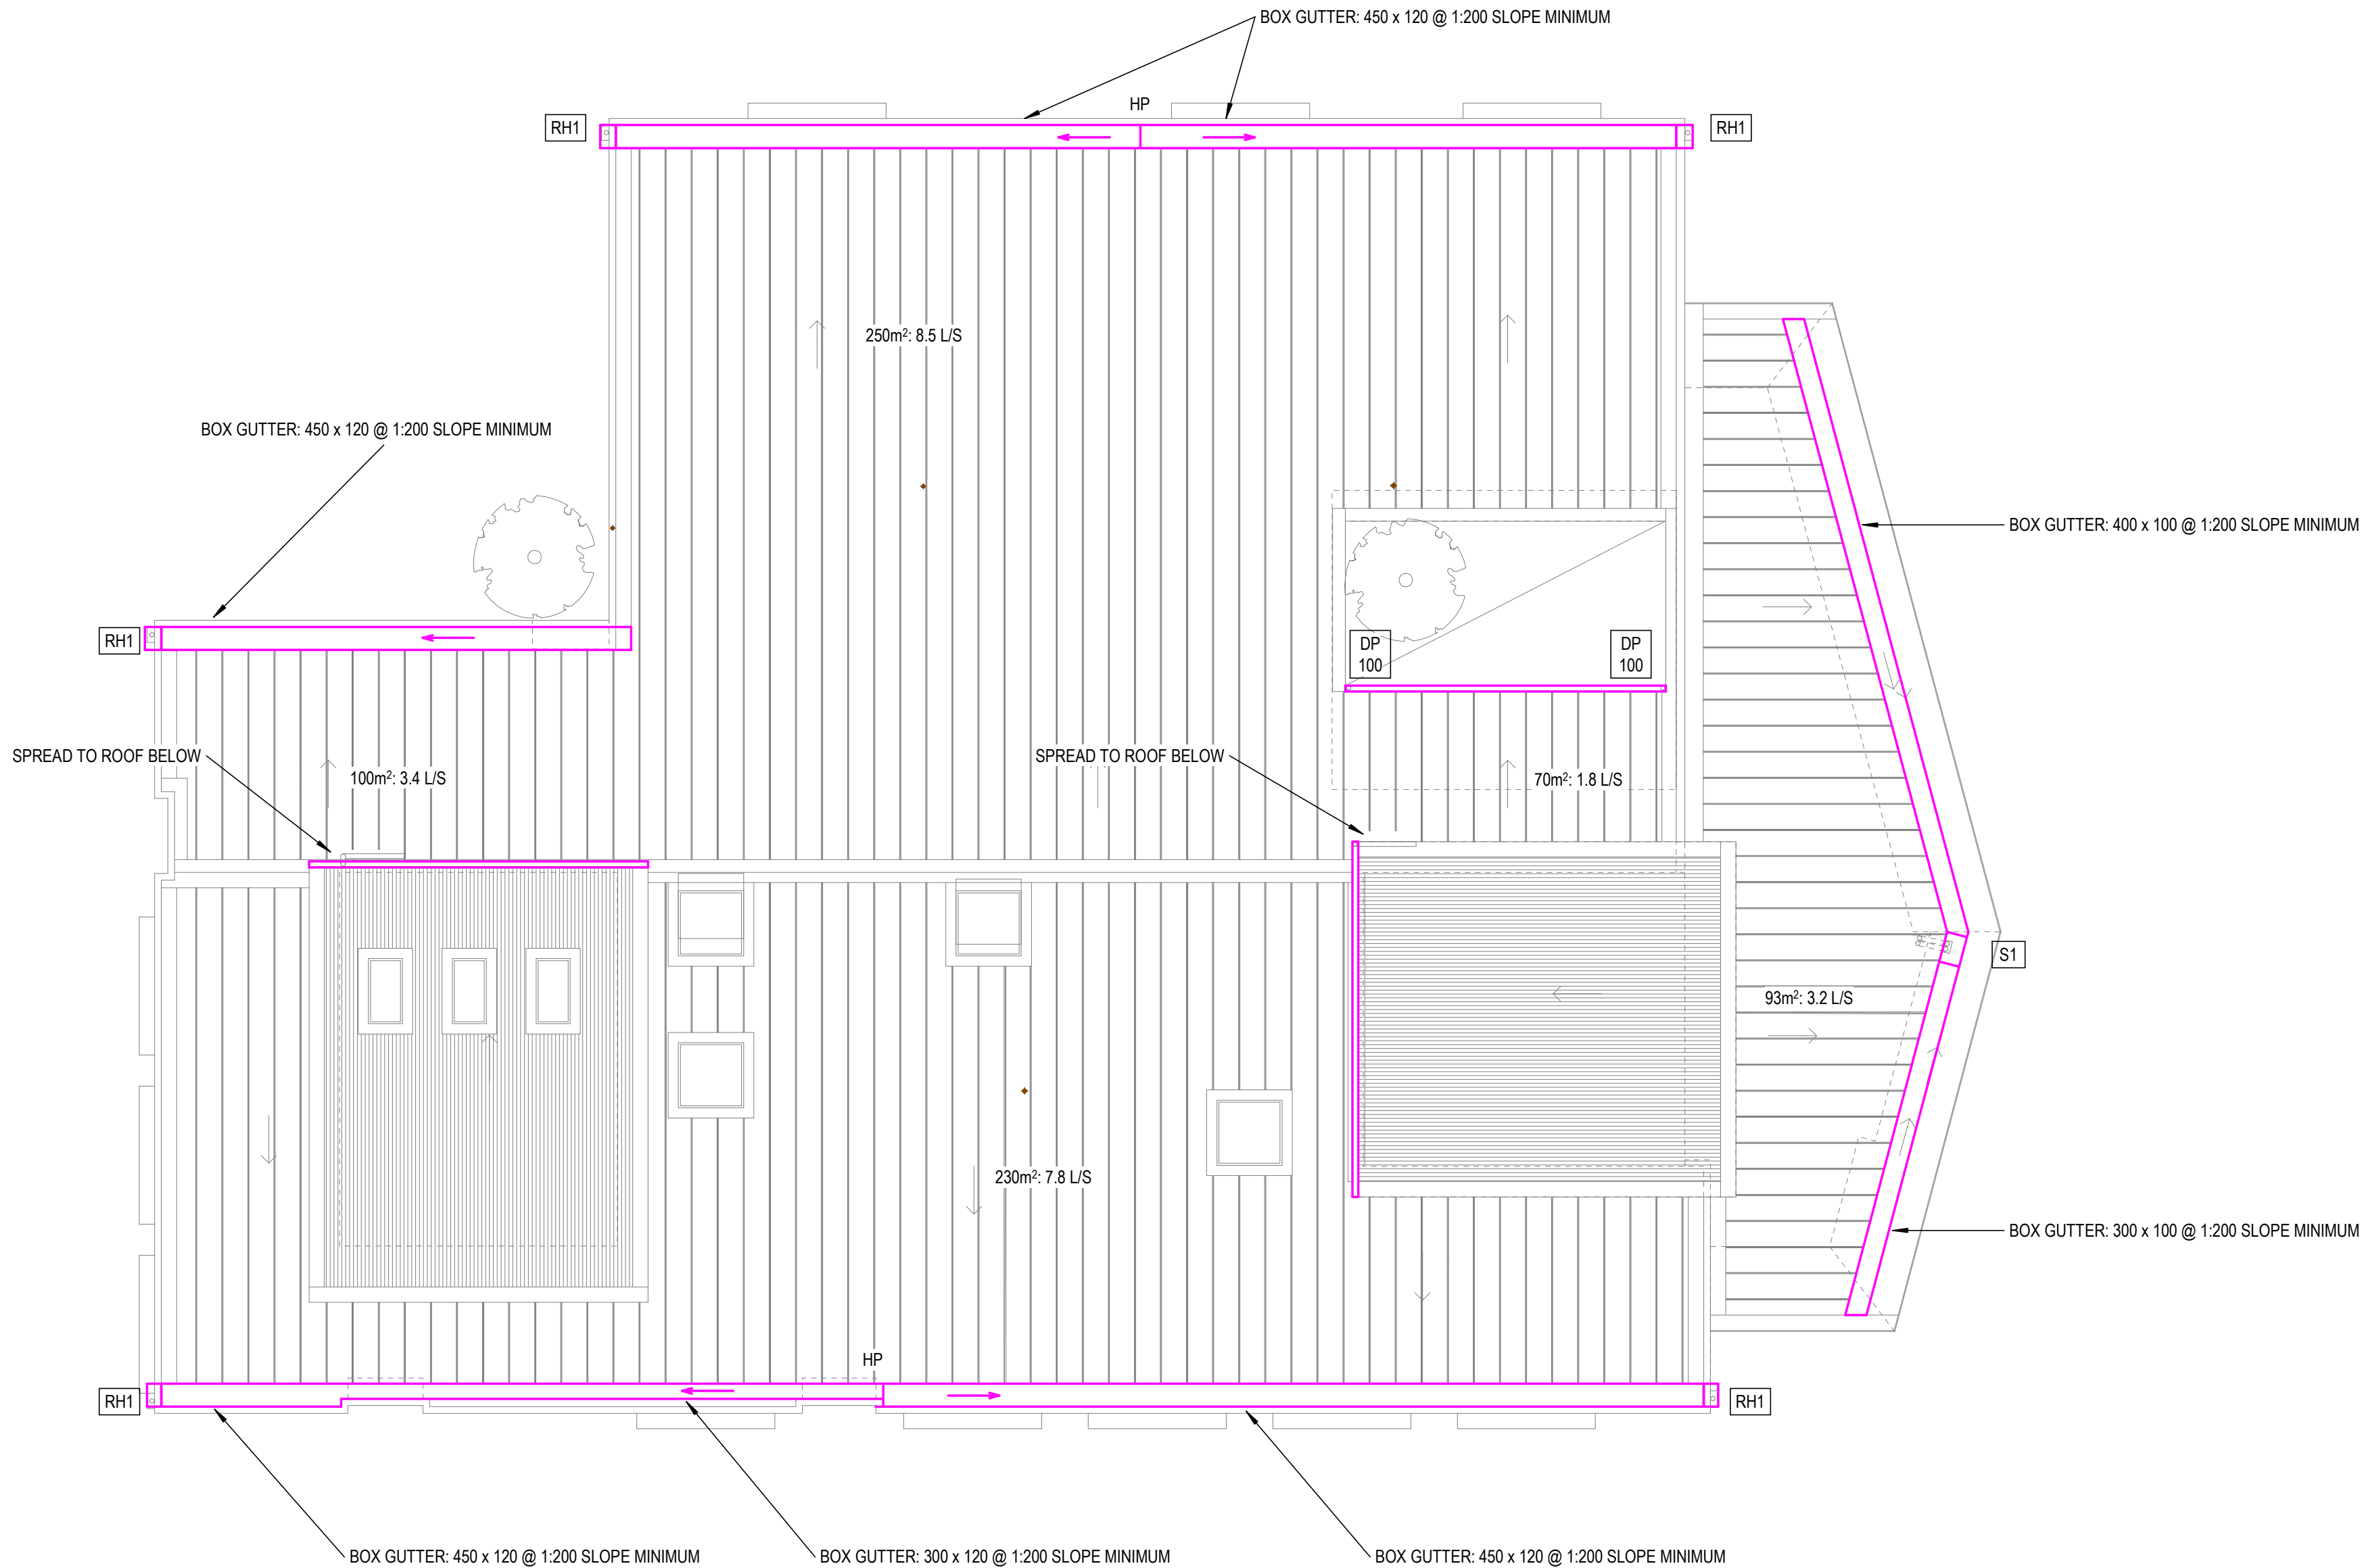 BOX GUTTER: 450 x 120 @ 1:200 SLOPE MINIMUM
HP
RH1
RH1
250m²: 8.5 L/S
BOX GUTTER: 450 x 120 @ 1:200 SLOPE MINIMUM
BOX GUTTER: 400 x 100 @ 1:200 SLOPE MINIMUM
RH1
DP
100
DP
100
SPREAD TO ROOF BELOW
100m²: 3.4 L/S
SPREAD TO ROOF BELOW
70m²: 1.8 L/S
S1
93m²: 3.2 L/S
230m²: 7.8 L/S
BOX GUTTER: 300 x 100 @ 1:200 SLOPE MINIMUM
HP
RH1
RH1
BOX GUTTER: 450 x 120 @ 1:200 SLOPE MINIMUM
BOX GUTTER: 300 x 120 @ 1:200 SLOPE MINIMUM
BOX GUTTER: 450 x 120 @ 1:200 SLOPE MINIMUM